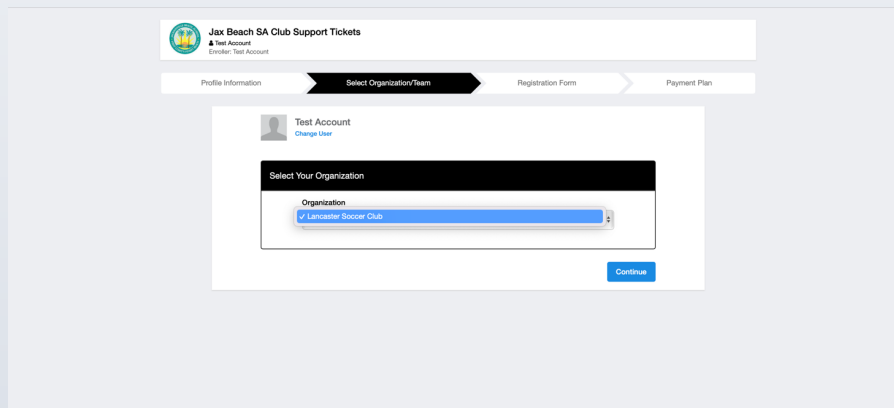 Jax Beach SA Club Support Tickets
Test Account
Enroller: Test Account
Profile Information
Select Organization/Team
Registration Form
Payment Plan
Test Account
Change User
Select Your Organization
Organization
✓ Lancaster Soccer Club
Continue